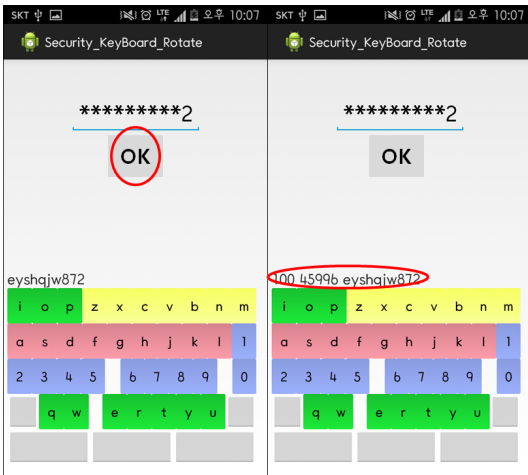 SKT LTE 오후 10:07
Security_KeyBoard_Rotate
*********2
OK
eyshqjw872
i o p z x c v b n m
a s d f g h j k l 1
2 3 4 5 6 7 8 9 0
q w e r t y u
SKT LTE 오후 10:07
Security_KeyBoard_Rotate
*********2
OK
100 45996 eyshqjw872
i o p z x c v b n m
a s d f g h j k l 1
2 3 4 5 6 7 8 9 0
q w e r t y u